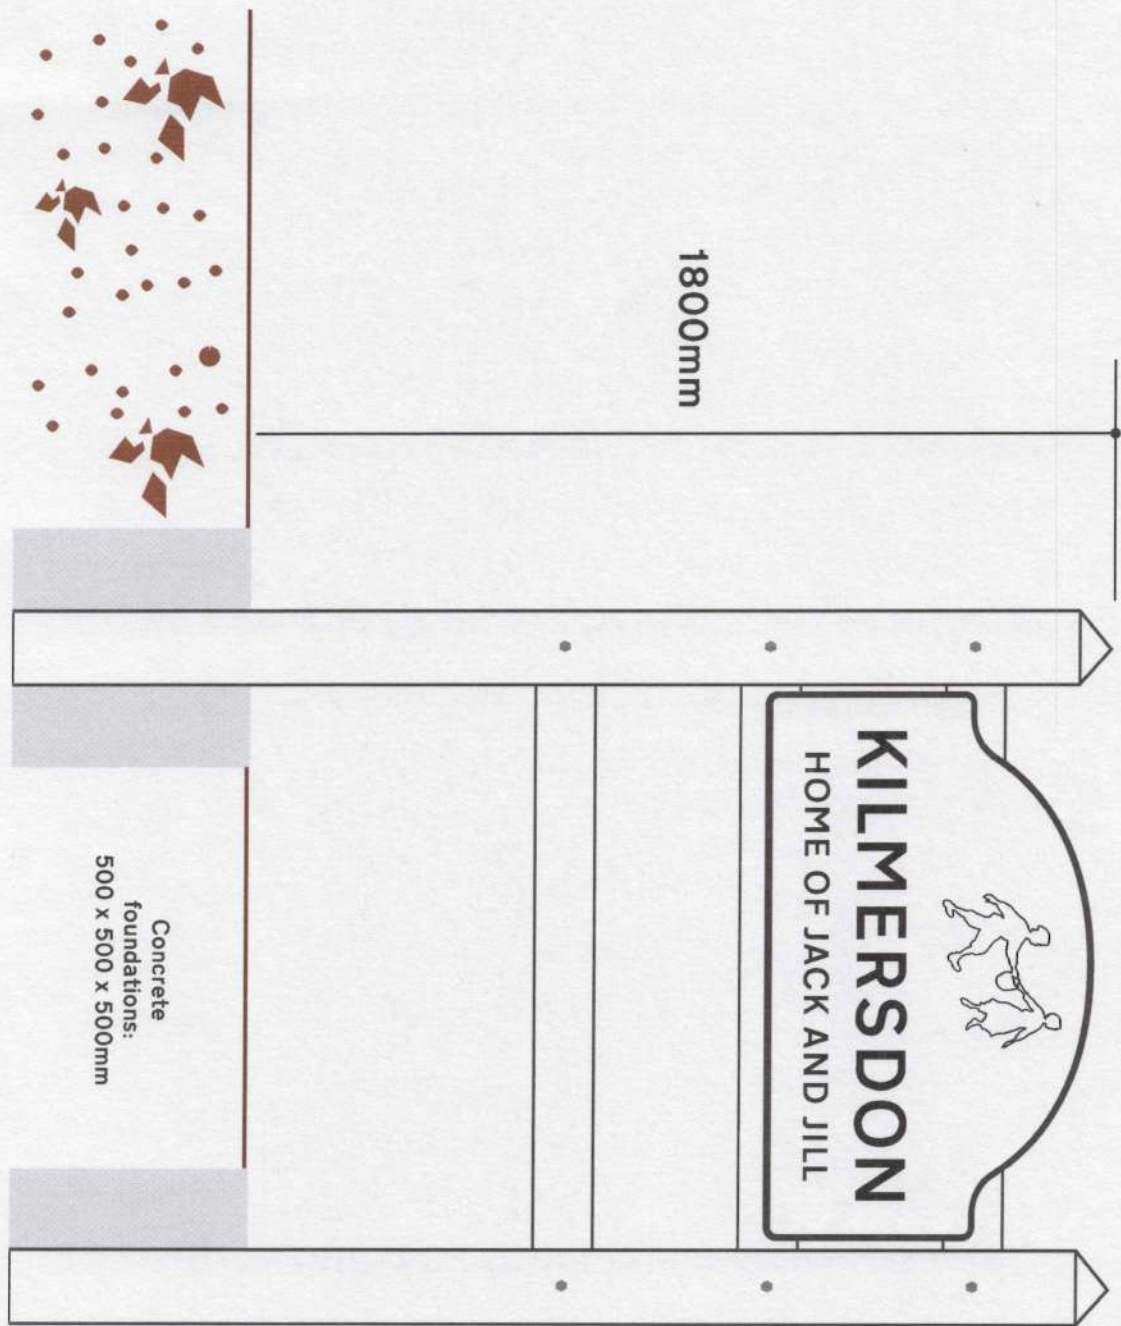 1800mm
KILMERSDON
HOME OF JACK AND JILL
Concrete
foundations:
500 x 500 x 500mm